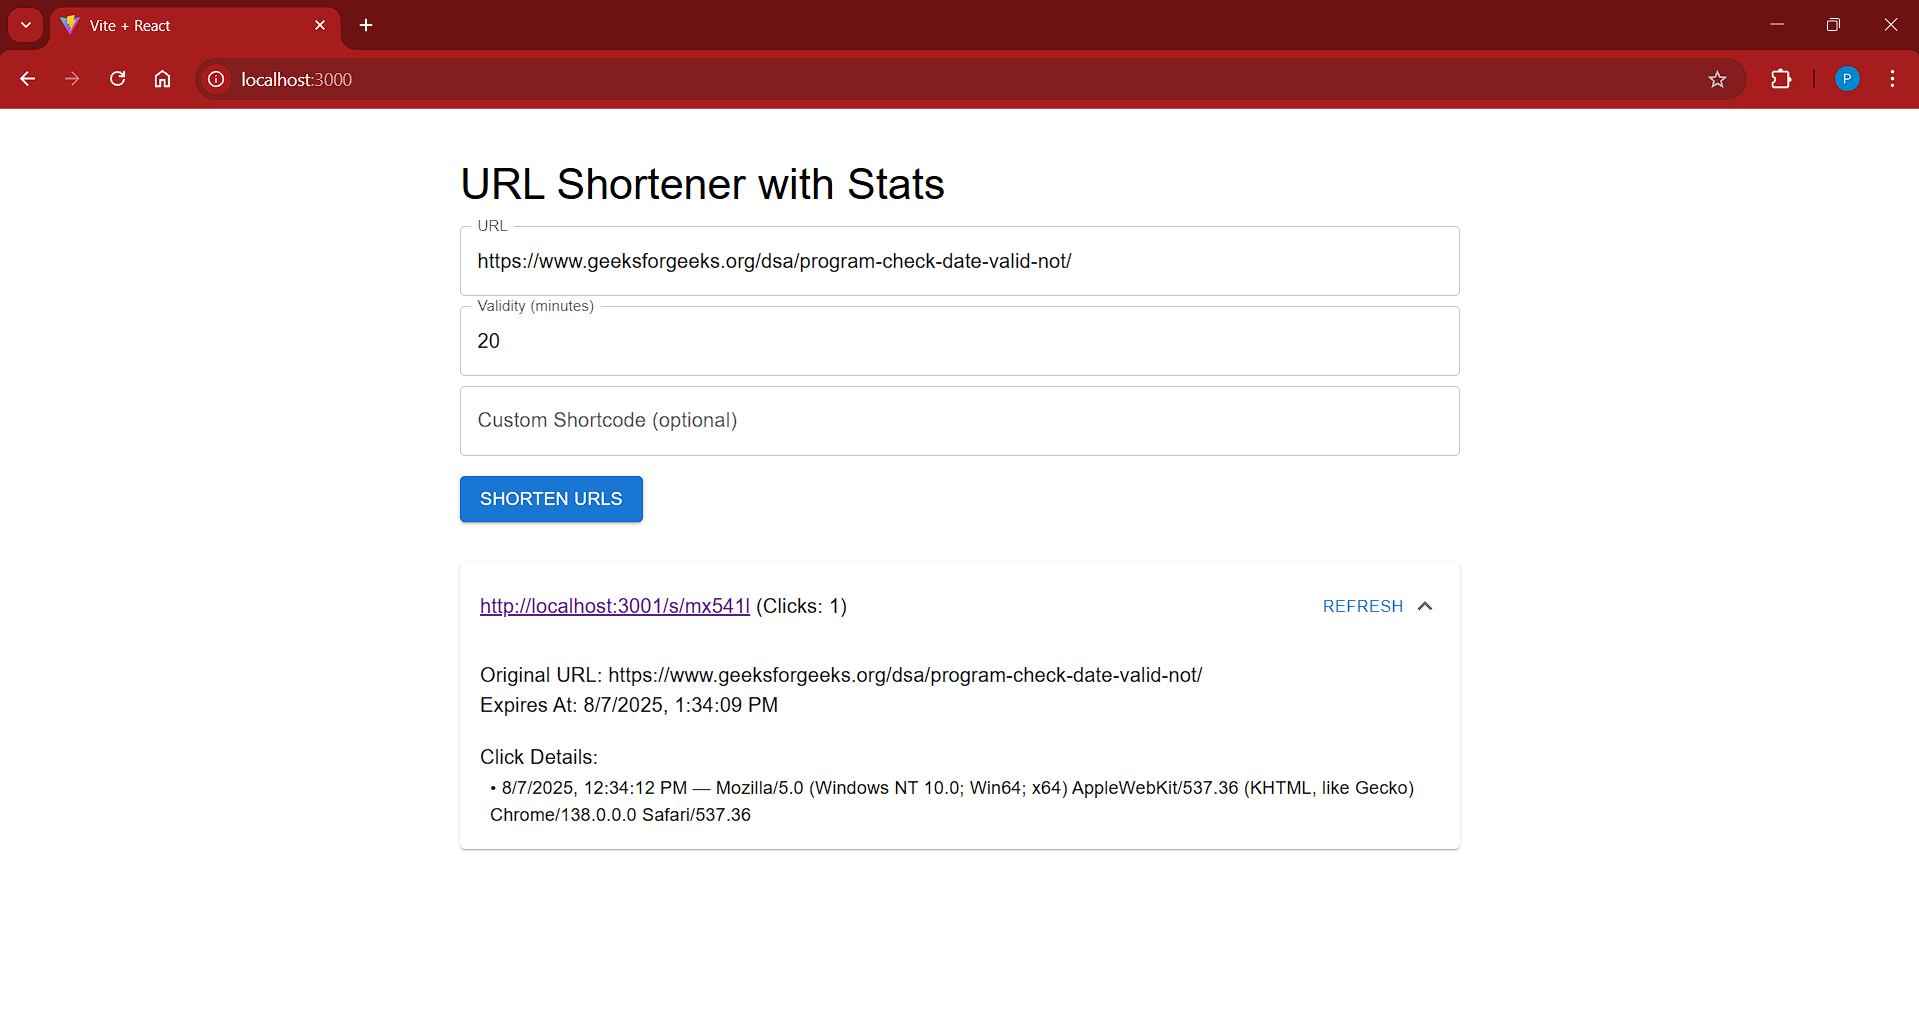 Vite + React
localhost:3000
P
URL Shortener with Stats
URL
https://www.geeksforgeeks.org/dsa/program-check-date-valid-not/
Validity (minutes)
20
Custom Shortcode (optional)
SHORTEN URLS
http://localhost:3001/s/mx541l (Clicks: 1)
REFRESH
Original URL: https://www.geeksforgeeks.org/dsa/program-check-date-valid-not/
Expires At: 8/7/2025, 1:34:09 PM
Click Details:
• 8/7/2025, 12:34:12 PM — Mozilla/5.0 (Windows NT 10.0; Win64; x64) AppleWebKit/537.36 (KHTML, like Gecko)
Chrome/138.0.0.0 Safari/537.36